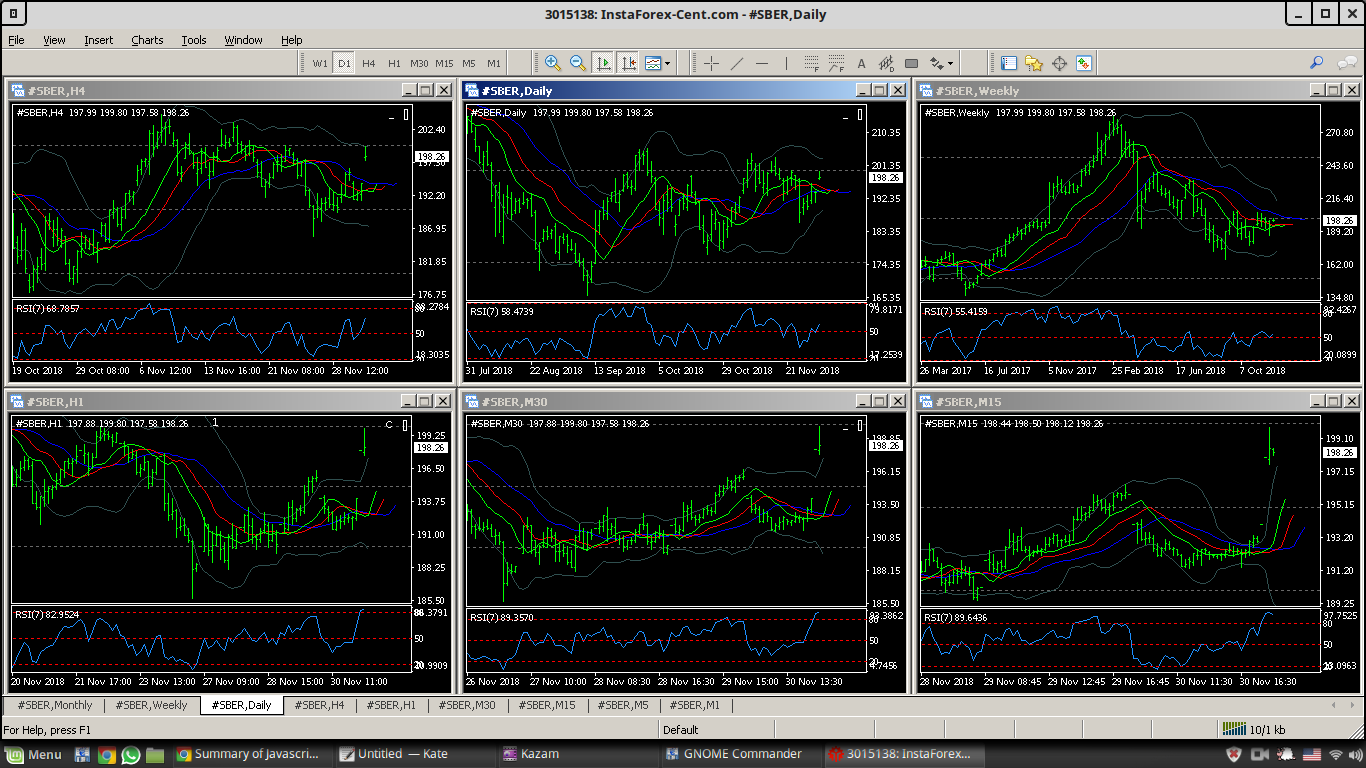 3015138: InstaForex-Cent.com - #SBER,Daily
File View Insert Charts Tools Window Help
W1 D1 H4 H1 M30 M15 M5 M1
#SBER,H4
#SBER,H4 197.99 199.80 197.58 198.26
202.40
198.26
192.20
186.95
181.85
176.75
RSI(7) 68.7857
50
19 Oct 2018 29 Oct 08:00 6 Nov 12:00 13 Nov 16:00 21 Nov 08:00 28 Nov 12:00
#SBER,Daily
#SBER,Daily 197.99 199.80 197.58 198.26
210.35
201.35
198.26
192.35
183.35
174.35
165.35
RSI(7) 58.4739
79.8171
50
17.2539
31 Jul 2018 22 Aug 2018 13 Sep 2018 5 Oct 2018 29 Oct 2018 21 Nov 2018
#SBER,Weekly
#SBER,Weekly 197.99 199.80 197.58 198.26
270.80
243.60
216.40
198.26
189.20
162.00
134.80
RSI(7) 55.4159
50
20.0899
26 Mar 2017 16 Jul 2017 5 Nov 2017 25 Feb 2018 17 Jun 2018 7 Oct 2018
#SBER,H1
#SBER,H1 197.88 199.80 197.58 198.26 1 C
199.25
198.26
196.50
193.75
191.00
188.25
185.50
RSI(7) 82.9524
50
20 Nov 2018 21 Nov 17:00 23 Nov 13:00 27 Nov 09:00 28 Nov 15:00 30 Nov 11:00
#SBER,M30
#SBER,M30 197.88 199.80 197.58 198.26
198.85
198.26
196.15
193.50
190.85
188.15
185.50
RSI(7) 89.3570
50
26 Nov 2018 27 Nov 10:00 28 Nov 08:30 28 Nov 16:30 29 Nov 15:00 30 Nov 13:30
#SBER,M15
#SBER,M15 198.44 198.50 198.12 198.26
199.10
198.26
197.15
195.15
193.20
191.20
189.25
RSI(7) 89.6436
97.7525
80
50
28 Nov 2018 29 Nov 08:45 29 Nov 12:45 29 Nov 16:45 30 Nov 11:30 30 Nov 16:30
#SBER,Monthly #SBER,Weekly #SBER,Daily #SBER,H4 #SBER,H1 #SBER,M30 #SBER,M15 #SBER,M5 #SBER,M1
For Help, press F1 Default 10/1 kb
Menu Summary of Javascri... Untitled — Kate Kazam GNOME Commander 3015138: InstaForex...